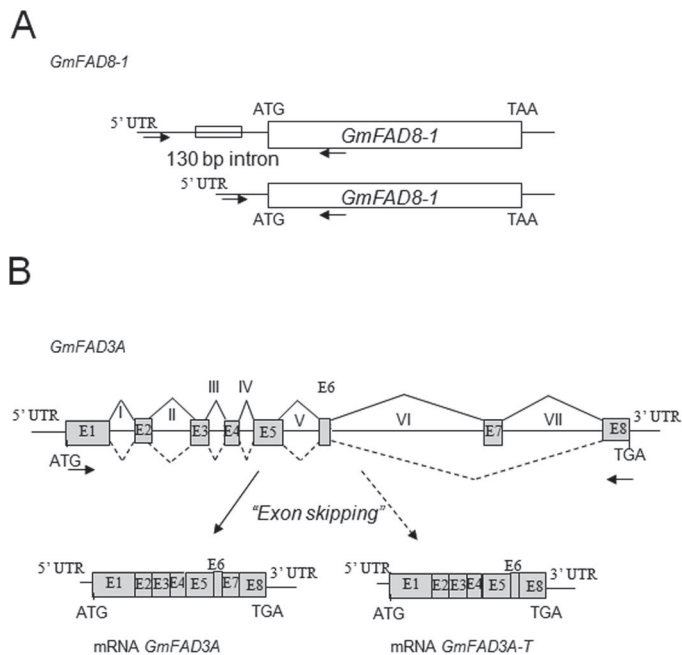 A
GmFAD8-1
ATG TAA
5’ UTR
GmFAD8-1
130 bp intron
5’ UTR
GmFAD8-1
ATG TAA
B
GmFAD3A
III IV E6
I II V VI VII
5’ UTR 3’ UTR
E1 E2 E3 E4 E5 E7 E8
ATG TGA
“Exon skipping”
E6 E6
5’ UTR 3’ UTR 5’ UTR 3’ UTR
E1 E2 E3 E4 E5 E7 E8 E1 E2 E3 E4 E5 E8
ATG TGA ATG TGA
mRNA GmFAD3A mRNA GmFAD3A-T